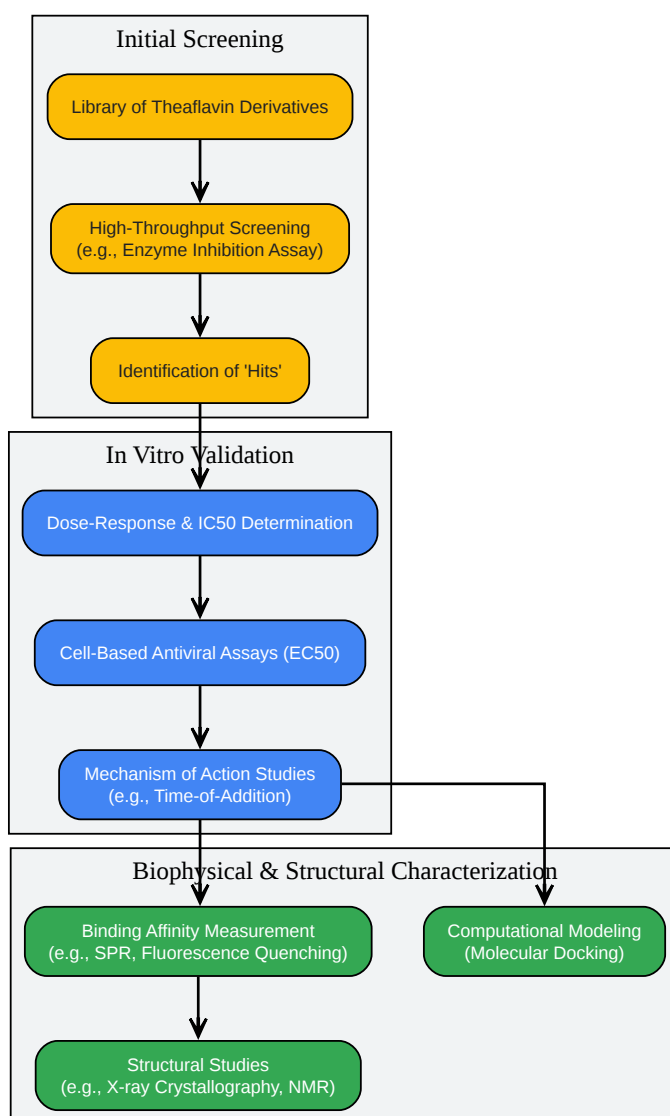 Initial Screening
Library of Theaflavin Derivatives
High-Throughput Screening
(e.g., Enzyme Inhibition Assay)
Identification of 'Hits'
In Vitro Validation
Dose-Response & IC50 Determination
Cell-Based Antiviral Assays (EC50)
Mechanism of Action Studies
(e.g., Time-of-Addition)
Biophysical & Structural Characterization
Binding Affinity Measurement
(e.g., SPR, Fluorescence Quenching)
Computational Modeling
(Molecular Docking)
Structural Studies
(e.g., X-ray Crystallography, NMR)